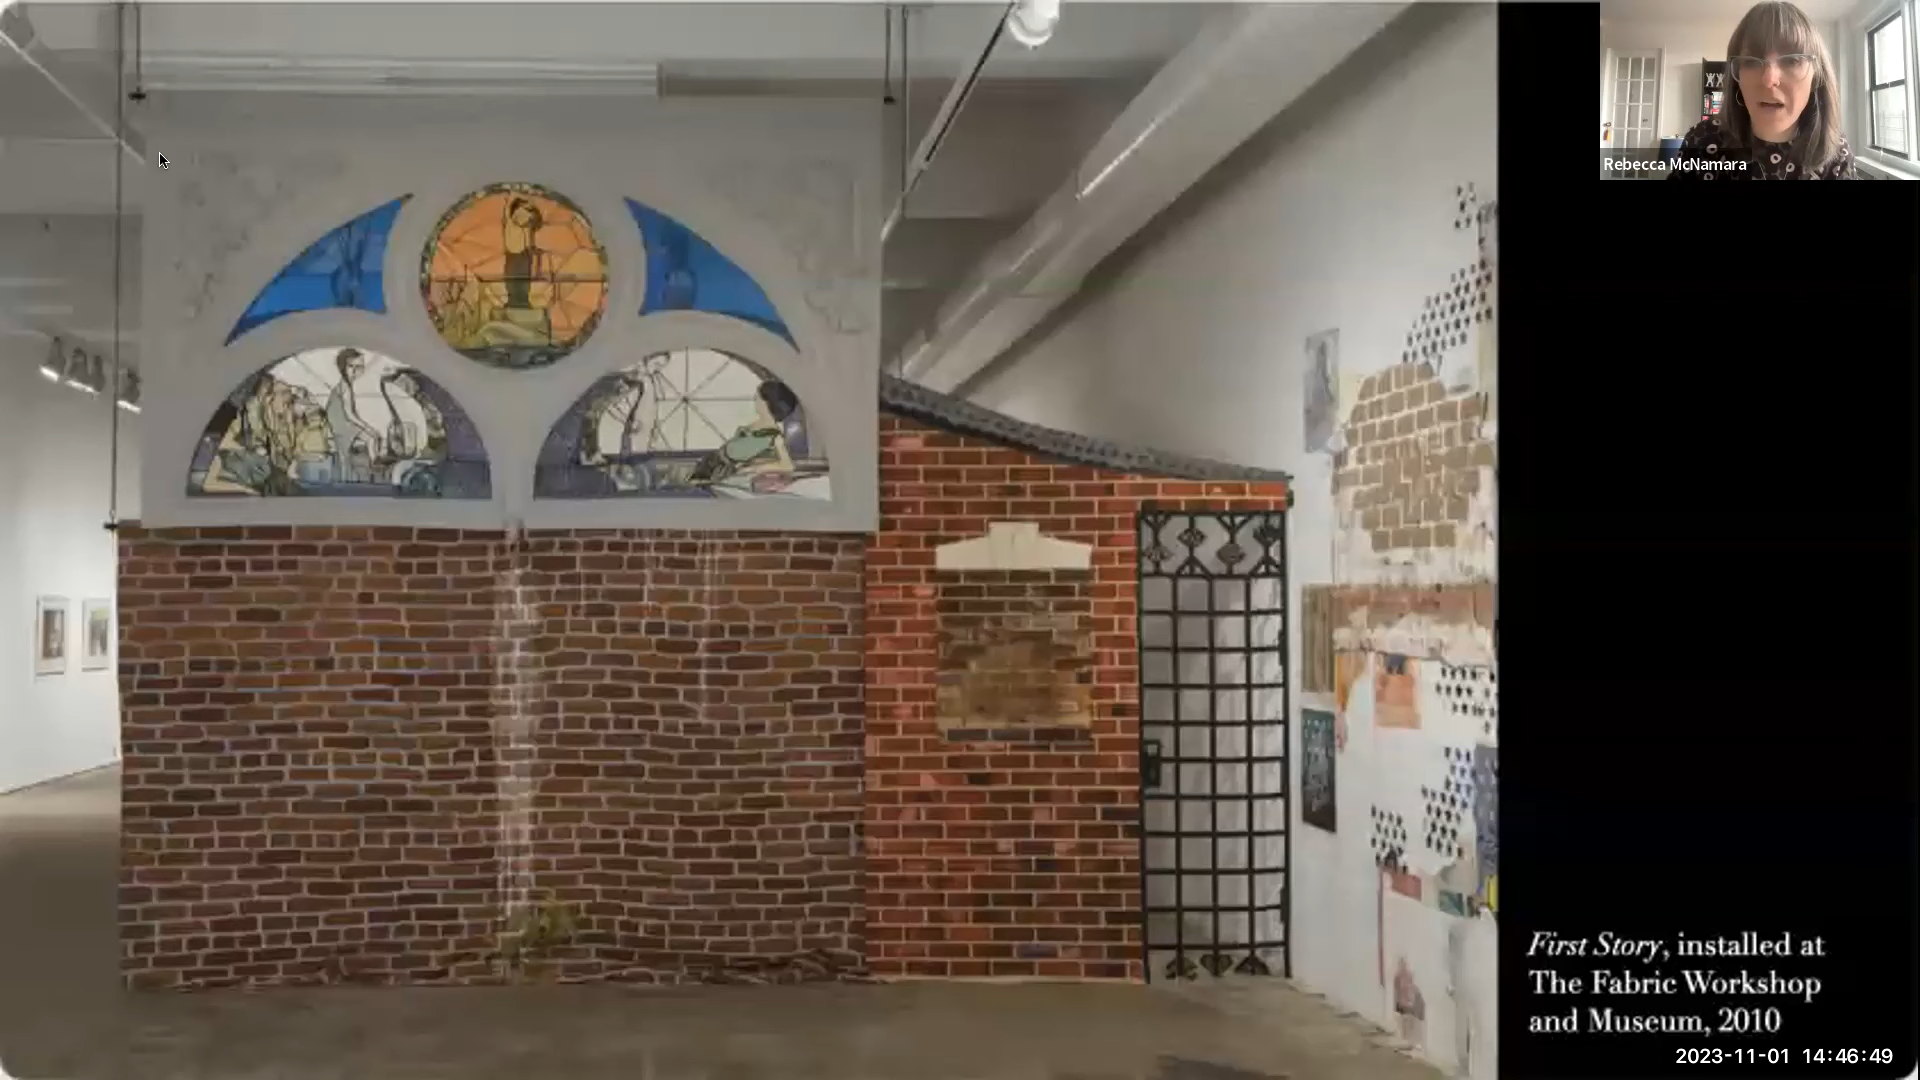 Rebecca McNamara
First Story, installed at
The Fabric Workshop
and Museum, 2010
2023-11-01 14:46:49